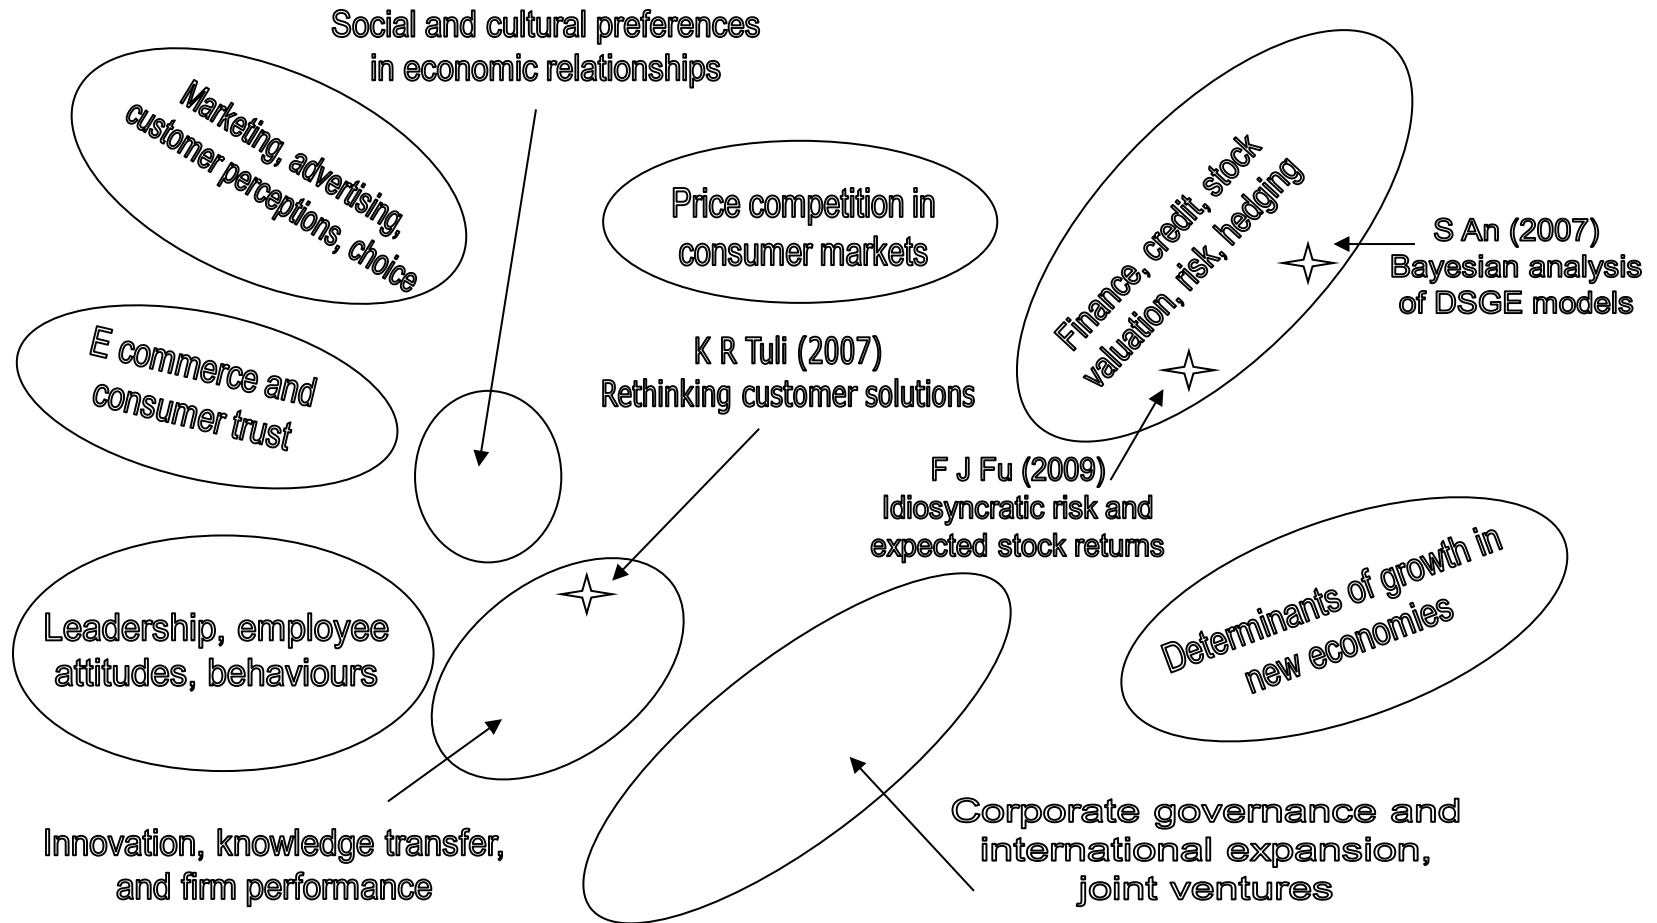 Social and cultural preferences
in economic relationships
Marketing, advertising,
customer perceptions, choice
Price competition in
consumer markets
Finance, credit, stock
valuation, risk, hedging
S An (2007)
Bayesian analysis
of DSGE models
E commerce and
consumer trust
K R Tuli (2007)
Rethinking customer solutions
F J Fu (2009)
Idiosyncratic risk and
expected stock returns
Determinants of growth in
new economies
Leadership, employee
attitudes, behaviours
Innovation, knowledge transfer,
and firm performance
Corporate governance and
international expansion,
joint ventures